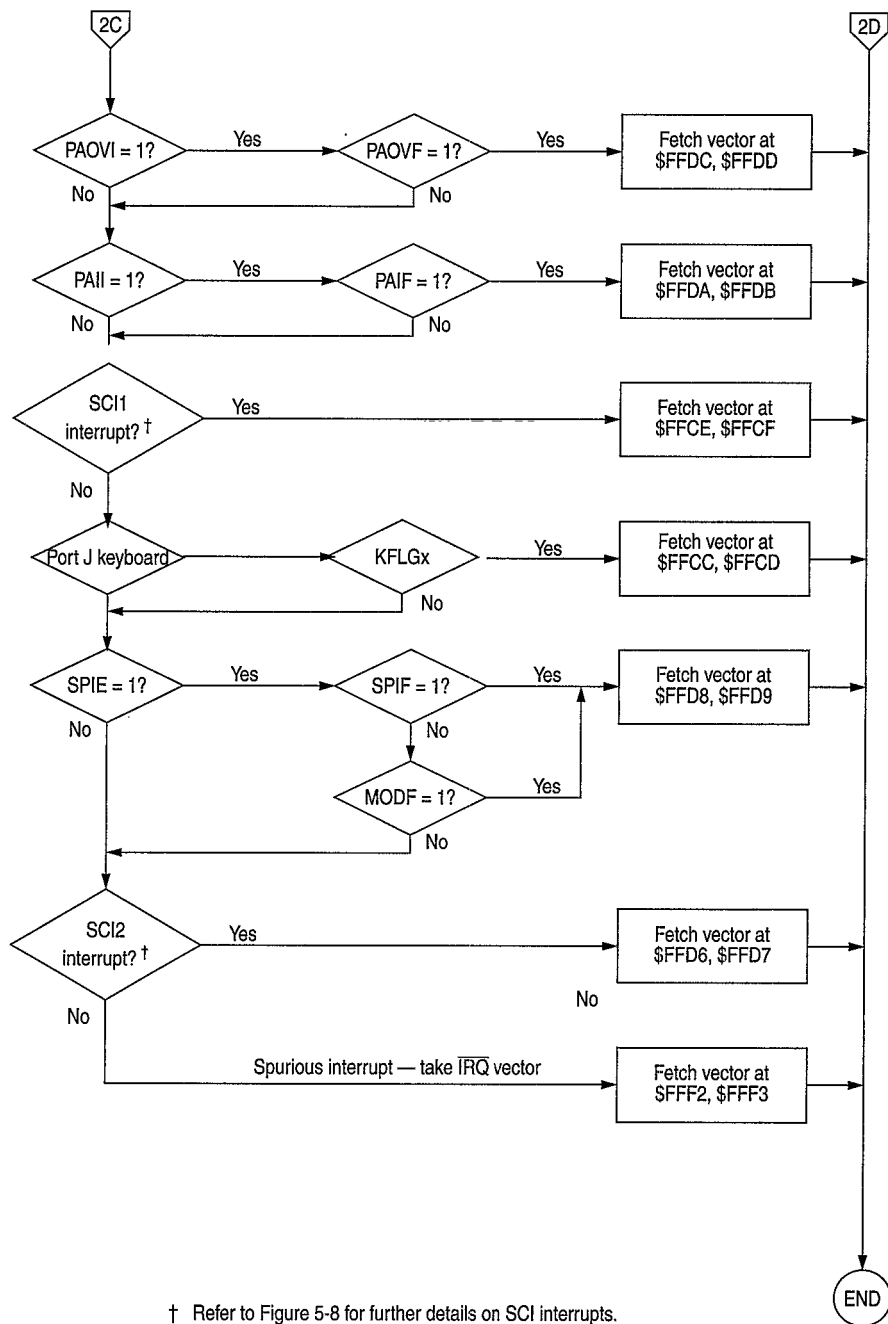 2C
2D
PAOVI = 1?
Yes
PAOVF = 1?
Yes
Fetch vector at
$FFDC, $FFDD
No
No
PAII = 1?
Yes
PAIF = 1?
Yes
Fetch vector at
$FFDA, $FFDB
No
No
SCI1
interrupt? †
Yes
Fetch vector at
$FFCE, $FFCF
No
Port J keyboard
KFLGx
Yes
Fetch vector at
$FFCC, $FFCD
No
SPIE = 1?
Yes
SPIF = 1?
Yes
Fetch vector at
$FFD8, $FFD9
No
No
MODF = 1?
Yes
No
SCI2
interrupt? †
Yes
Fetch vector at
$FFD6, $FFD7
No
No
Spurious interrupt — take IRQ vector
Fetch vector at
$FFF2, $FFF3
END
† Refer to Figure 5-8 for further details on SCI interrupts.